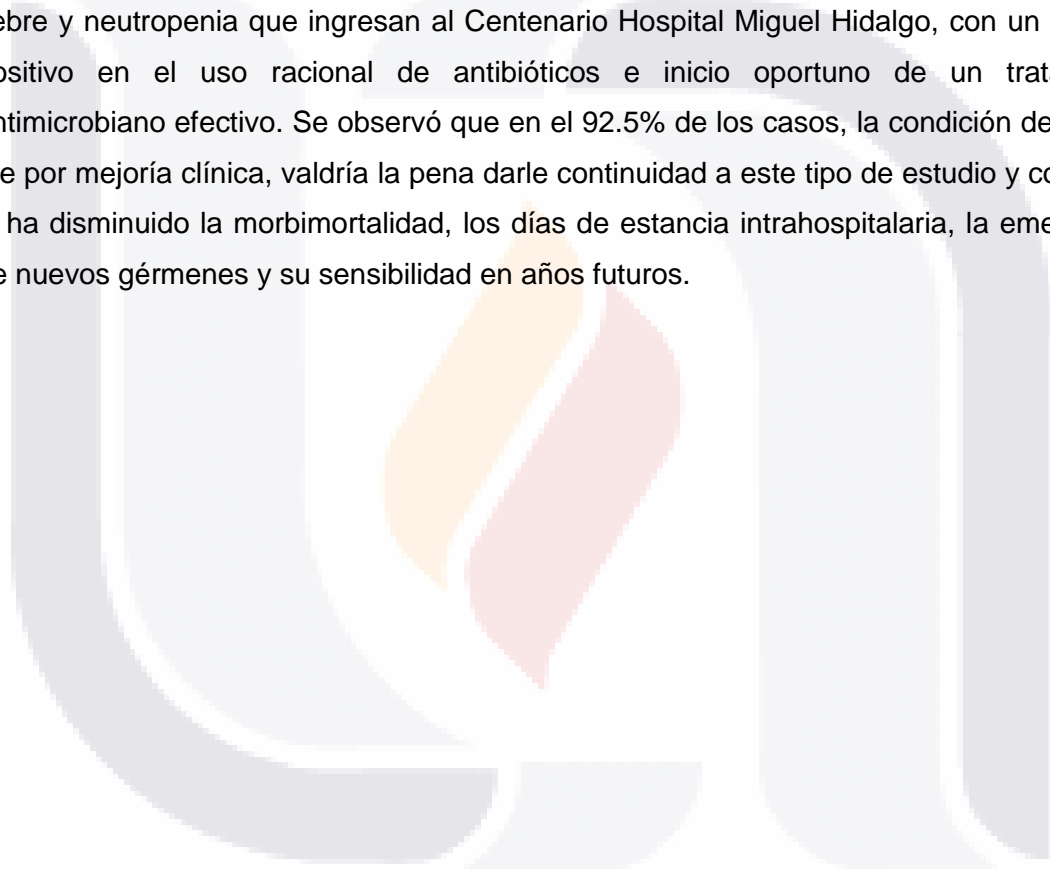 ebre y neutropenia que ingresan al Centenario Hospital Miguel Hidalgo, con un
ositivo en el uso racional de antibióticos e inicio oportuno de un trat
ntimicrobiano efectivo. Se observó que en el 92.5% de los casos, la condición de
e por mejoría clínica, valdría la pena darle continuidad a este tipo de estudio y co
ha disminuido la morbimortalidad, los días de estancia intrahospitalaria, la eme
e nuevos gérmenes y su sensibilidad en años futuros.